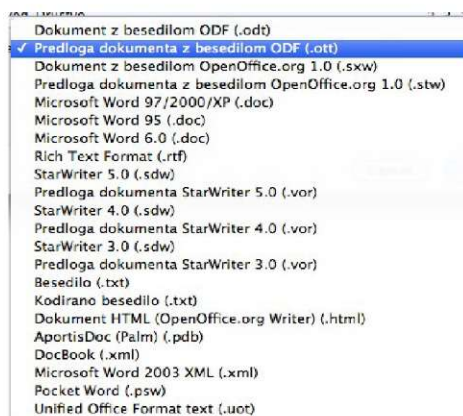 Dokument z besedilom ODF (.odt)
✓ Predloga dokumenta z besedilom ODF (.ott)
Dokument z besedilom OpenOffice.org 1.0 (.sxw)
Predloga dokumenta z besedilom OpenOffice.org 1.0 (.stw)
Microsoft Word 97/2000/XP (.doc)
Microsoft Word 95 (.doc)
Microsoft Word 6.0 (.doc)
Rich Text Format (.rtf)
StarWriter 5.0 (.sdw)
Predloga dokumenta StarWriter 5.0 (.vor)
StarWriter 4.0 (.sdw)
Predloga dokumenta StarWriter 4.0 (.vor)
StarWriter 3.0 (.sdw)
Predloga dokumenta StarWriter 3.0 (.vor)
Besedilo (.txt)
Kodirano besedilo (.txt)
Dokument HTML (OpenOffice.org Writer) (.html)
AportisDoc (Palm) (.pdb)
DocBook (.xml)
Microsoft Word 2003 XML (.xml)
Pocket Word (.psw)
Unified Office Format text (.uot)